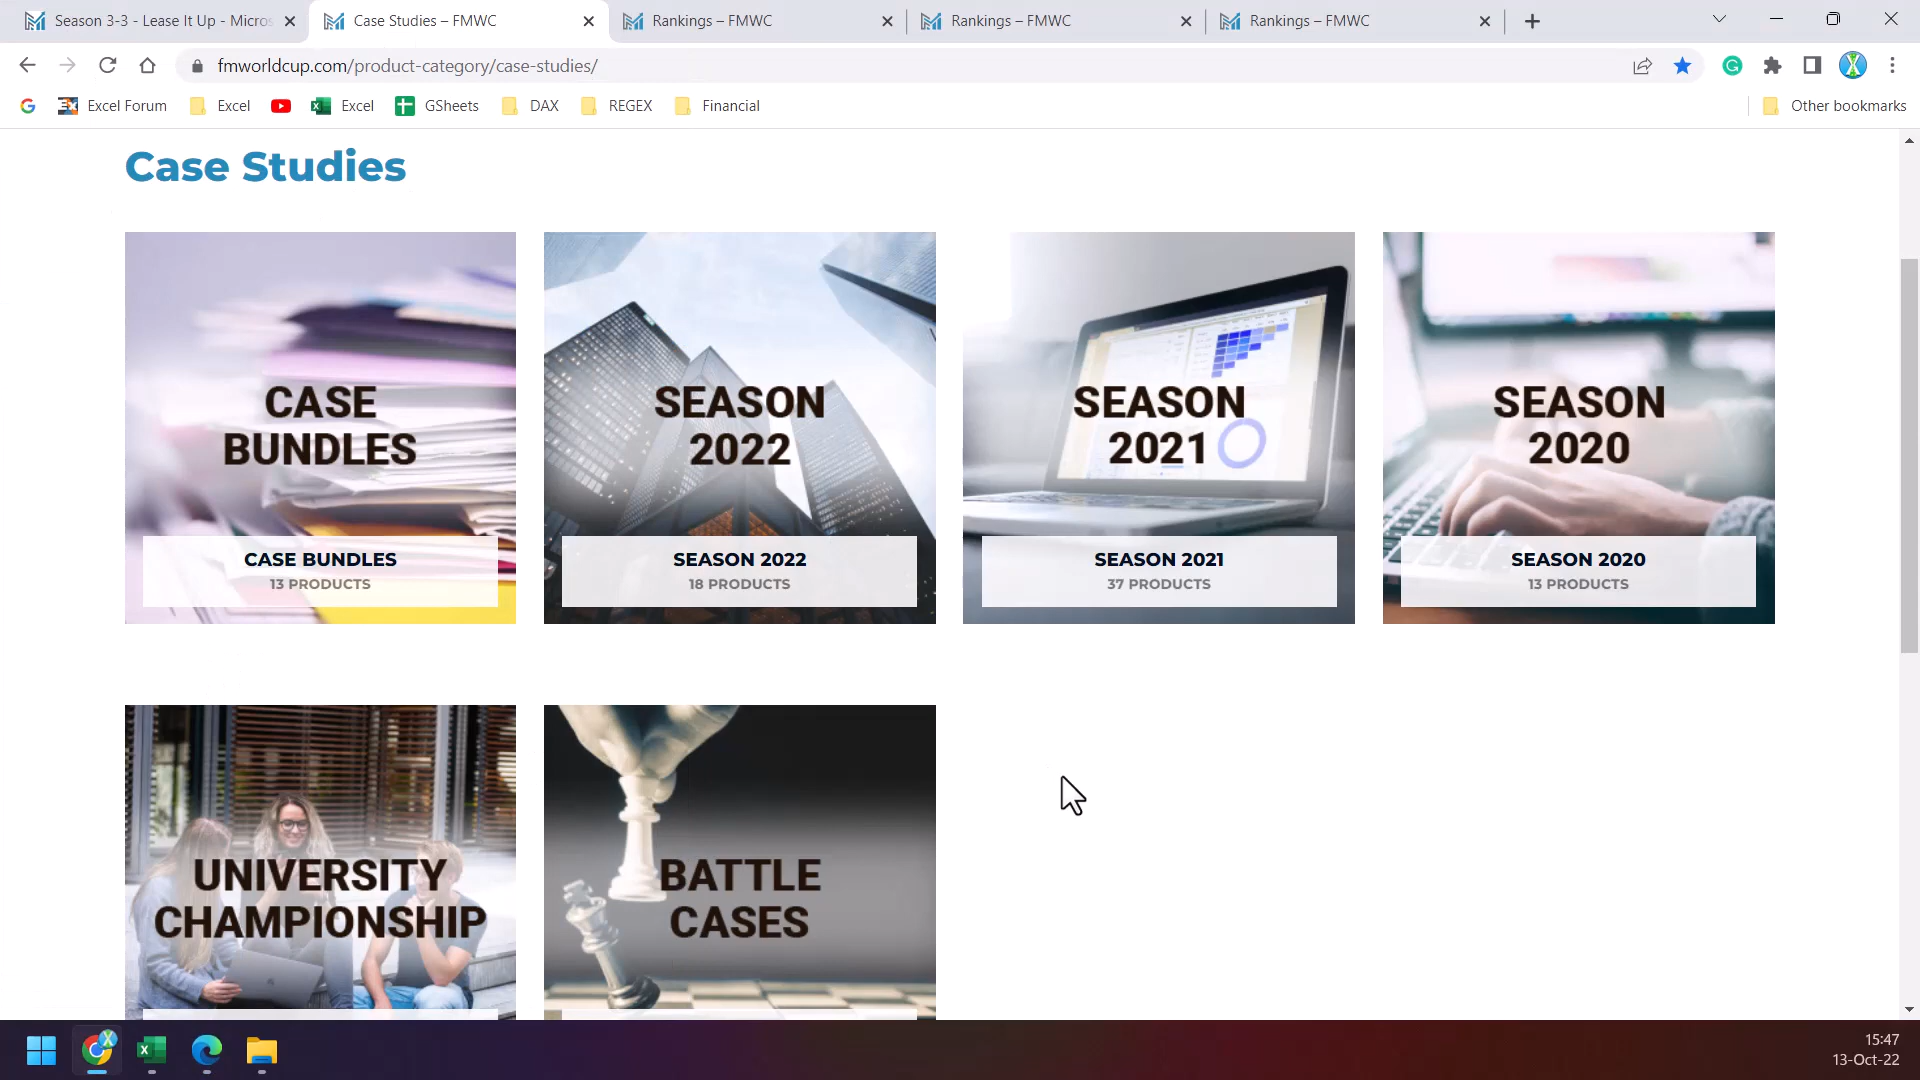 Season 3-3 - Lease It Up - Micros
Case Studies – FMWC
Rankings – FMWC
Rankings – FMWC
Rankings – FMWC
fmworldcup.com/product-category/case-studies/
Excel Forum
Excel
Excel
GSheets
DAX
REGEX
Financial
Other bookmarks
Case Studies
CASE
BUNDLES
CASE BUNDLES
13 PRODUCTS
SEASON
2022
SEASON 2022
18 PRODUCTS
SEASON
2021
SEASON 2021
37 PRODUCTS
SEASON
2020
SEASON 2020
13 PRODUCTS
UNIVERSITY
CHAMPIONSHIP
BATTLE
CASES
15:47
13-Oct-22